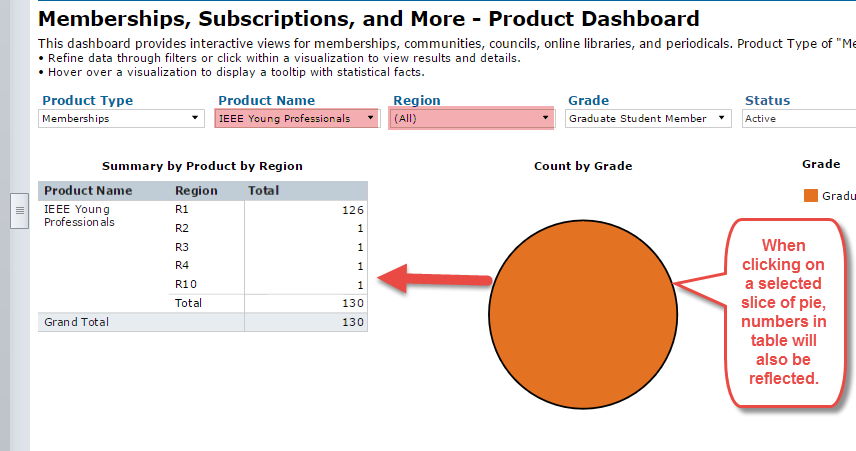 Memberships, Subscriptions, and More - Product Dashboard
This dashboard provides interactive views for memberships, communities, councils, online libraries, and periodicals. Product Type of "Me
• Refine data through filters or click within a visualization to view results and details.
• Hover over a visualization to display a tooltip with statistical facts.
Product Type Product Name Region Grade Status
Memberships IEEE Young Professionals (All) Graduate Student Member Active
Summary by Product by Region
Product Name Region Total
IEEE Young Professionals R1 126
R2 1
R3 1
R4 1
R10 1
Total 130
Grand Total 130
Count by Grade
Grade
Gradu
When
clicking on
a selected
slice of pie,
numbers in
table will
also be
reflected.